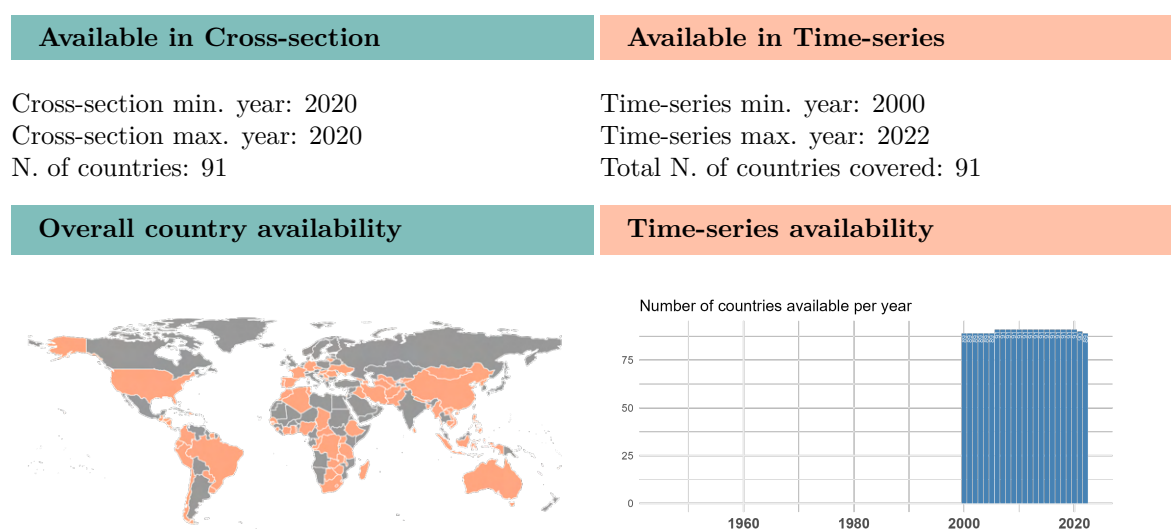 Available in Cross-section
Cross-section min. year: 2020
Cross-section max. year: 2020
N. of countries: 91
Available in Time-series
Time-series min. year: 2000
Time-series max. year: 2022
Total N. of countries covered: 91
Overall country availability
Time-series availability
Number of countries available per year
75
50
25
0
1960
1980
2000
2020